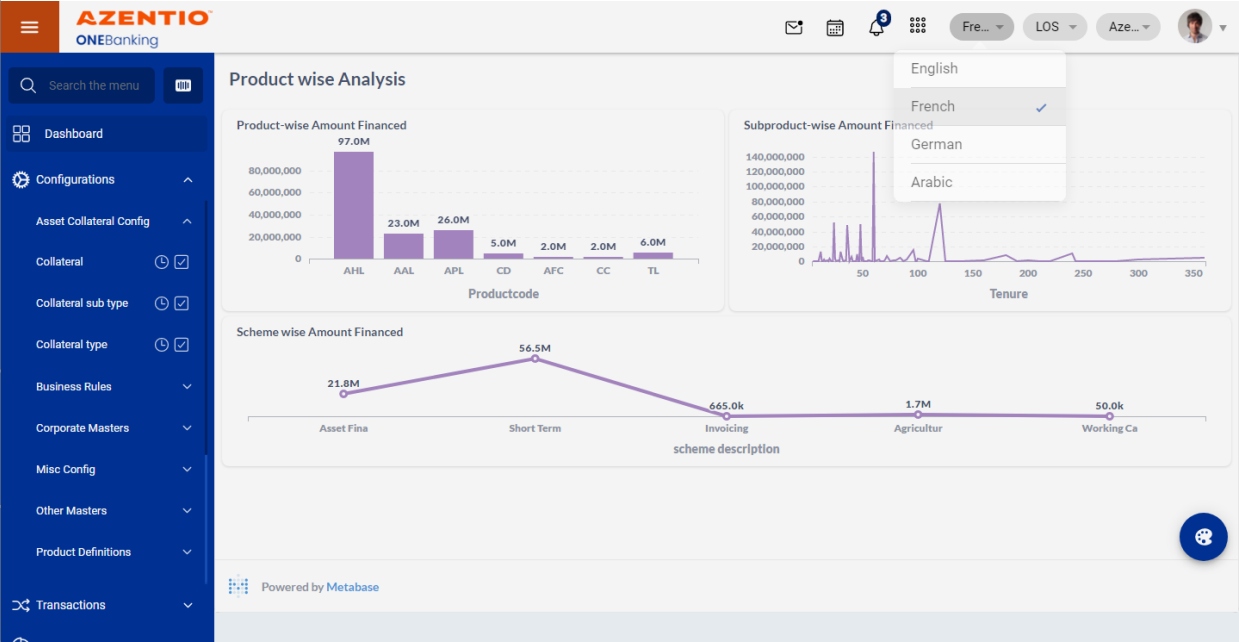 AZENTIO
ONEBanking
3
Fre...
LOS
Aze...
English
French
German
Arabic
Search the menu
Dashboard
Configurations
Asset Collateral Config
Collateral
Collateral sub type
Collateral type
Business Rules
Corporate Masters
Misc Config
Other Masters
Product Definitions
Transactions
Product wise Analysis
Product-wise Amount Financed
97.0M
80,000,000
60,000,000
40,000,000
20,000,000
0
23.0M
26.0M
5.0M
2.0M
2.0M
6.0M
AHL
AAL
APL
CD
AFC
CC
TL
Productcode
Subproduct-wise Amount Financed
140,000,000
120,000,000
100,000,000
80,000,000
60,000,000
40,000,000
20,000,000
0
50
100
150
200
250
300
350
Tenure
Scheme wise Amount Financed
21.8M
56.5M
665.0k
1.7M
50.0k
Asset Fina
Short Term
Invoicing
Agricultur
Working Ca
scheme description
Powered by Metabase